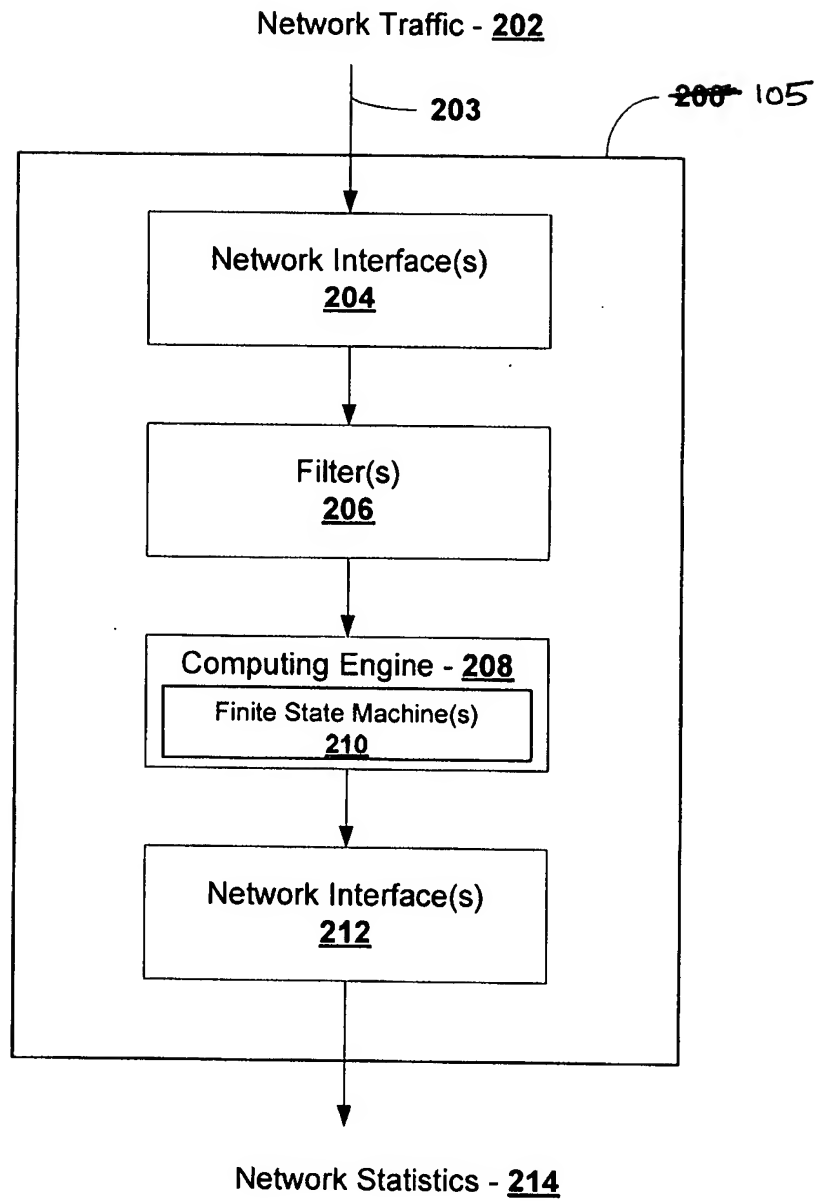 Network Traffic - 202
203
200 105
Network Interface(s)
204
Filter(s)
206
Computing Engine - 208
Finite State Machine(s)
210
Network Interface(s)
212
Network Statistics - 214